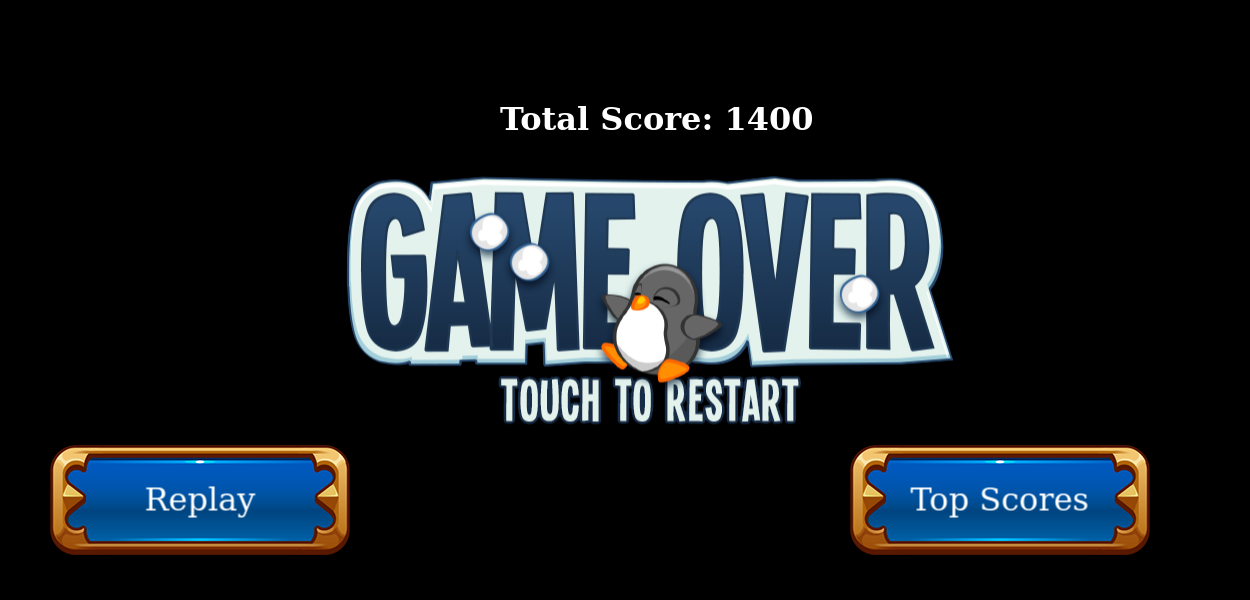 Total Score: 1400
GAME OVER
TOUCH TO RESTART
Replay
Top Scores